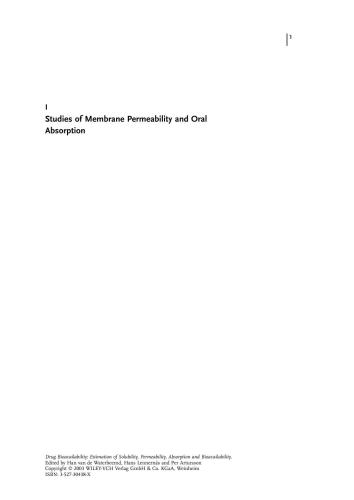 1
I
Studies of Membrane Permeability and Oral
Absorption
Drug Bioavailability: Estimation of Solubility, Permeability, Absorption and Bioavailability.
Edited by Han van de Waterbeemd, Hans Lennernäs and Per Artursson
Copyright © 2003 WILEY-VCH Verlag GmbH & Co. KGaA, Weinheim
ISBN: 3-527-30438-X